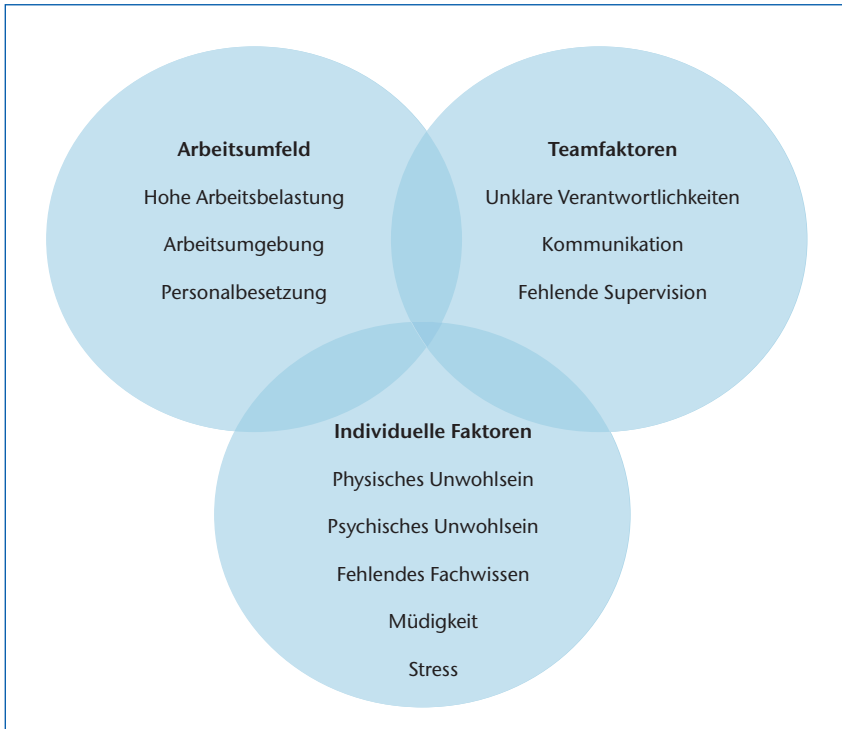 Arbeitsumfeld
Hohe Arbeitsbelastung
Arbeitsumgebung
Personalbesetzung
Teamfaktoren
Unklare Verantwortlichkeiten
Kommunikation
Fehlende Supervision
Individuelle Faktoren
Physisches Unwohlsein
Psychisches Unwohlsein
Fehlendes Fachwissen
Müdigkeit
Stress